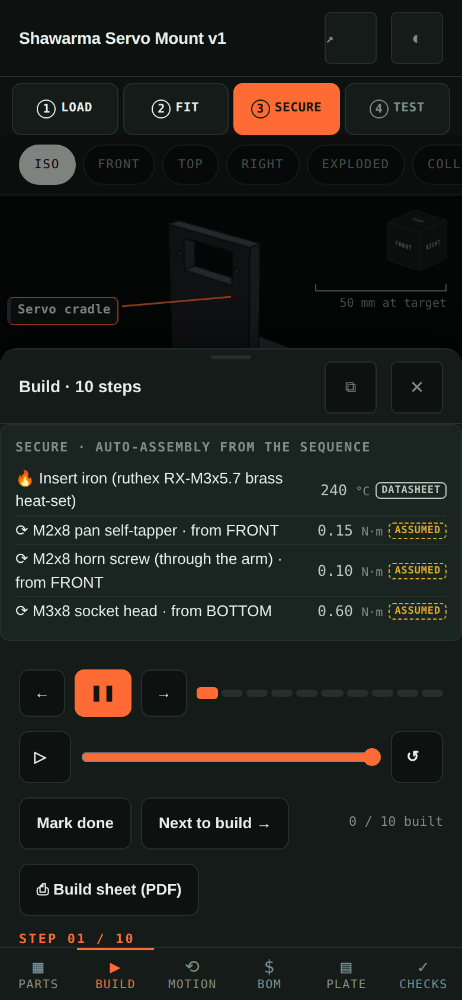 Shawarma Servo Mount v1
↗ ◐
1 LOAD 2 FIT 3 SECURE 4 TEST
ISO FRONT TOP RIGHT EXPLODED COLL
TOP
FRONT RIGHT
50 mm at target
Servo cradle
Build · 10 steps
⧉ ✕
SECURE · AUTO-ASSEMBLY FROM THE SEQUENCE
🔥 Insert iron (ruthex RX-M3x5.7 brass
heat-set)
240 °C DATASHEET
⟳ M2x8 pan self-tapper · from FRONT 0.15 N·m ASSUMED
⟳ M2x8 horn screw (through the arm) ·
from FRONT
0.10 N·m ASSUMED
⟳ M3x8 socket head · from BOTTOM 0.60 N·m ASSUMED
← ❚❚ →
▷ ↺
Mark done Next to build → 0 / 10 built
⎙ Build sheet (PDF)
STEP 01 / 10
▦ ▶ ⟲ $ ▤ ✓
PARTS BUILD MOTION BOM PLATE CHECKS